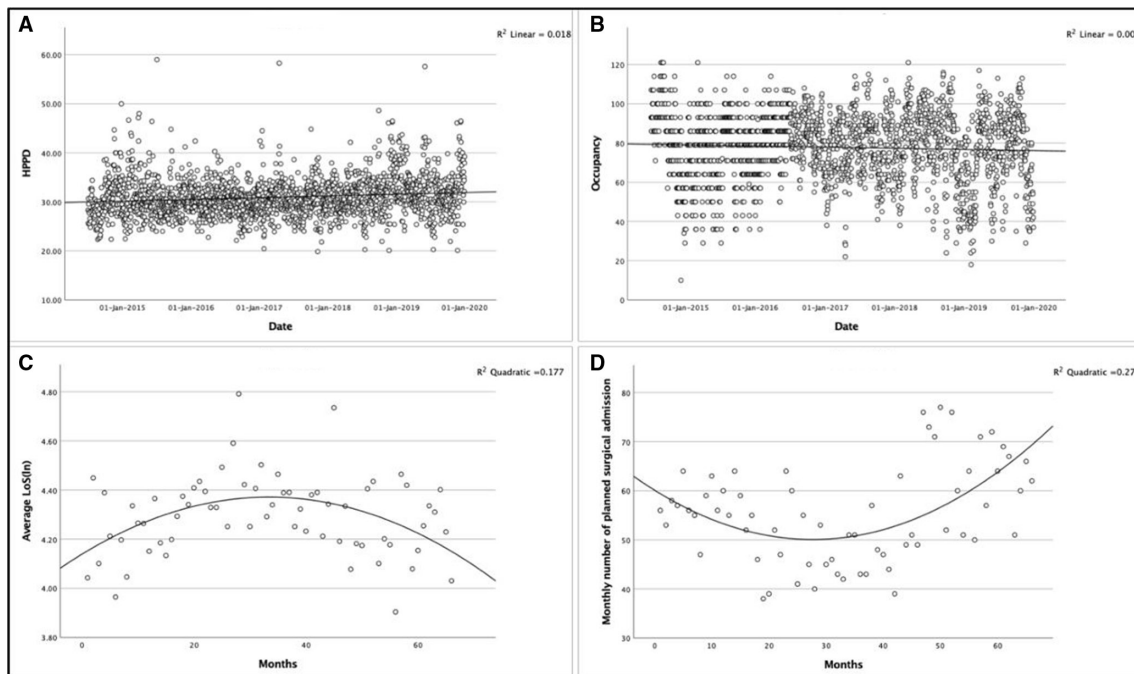 A
R² Linear = 0.018
60.00
50.00
40.00
30.00
20.00
10.00
HPPD
01-Jan-2015 01-Jan-2016 01-Jan-2017 01-Jan-2018 01-Jan-2019 01-Jan-2020
Date
B
R² Linear = 0.00
120
100
80
60
40
20
0
Occupancy
01-Jan-2015 01-Jan-2016 01-Jan-2017 01-Jan-2018 01-Jan-2019 01-Jan-2020
Date
C
R² Quadratic =0.177
4.80
4.60
4.40
4.20
4.00
3.80
Average LoS(ln)
0 20 40 60
Months
D
R² Quadratic =0.27
80
70
60
50
40
30
Monthly number of planned surgical admission
0 10 20 30 40 50 60
Months